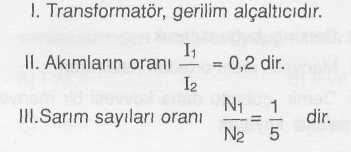 I. Transformatör, gerilim alçaltıcıdır.
II. Akımların oranı I₁/I₂ = 0,2 dir.
III.Sarım sayıları oranı N₁/N₂ = 1/5 dir.